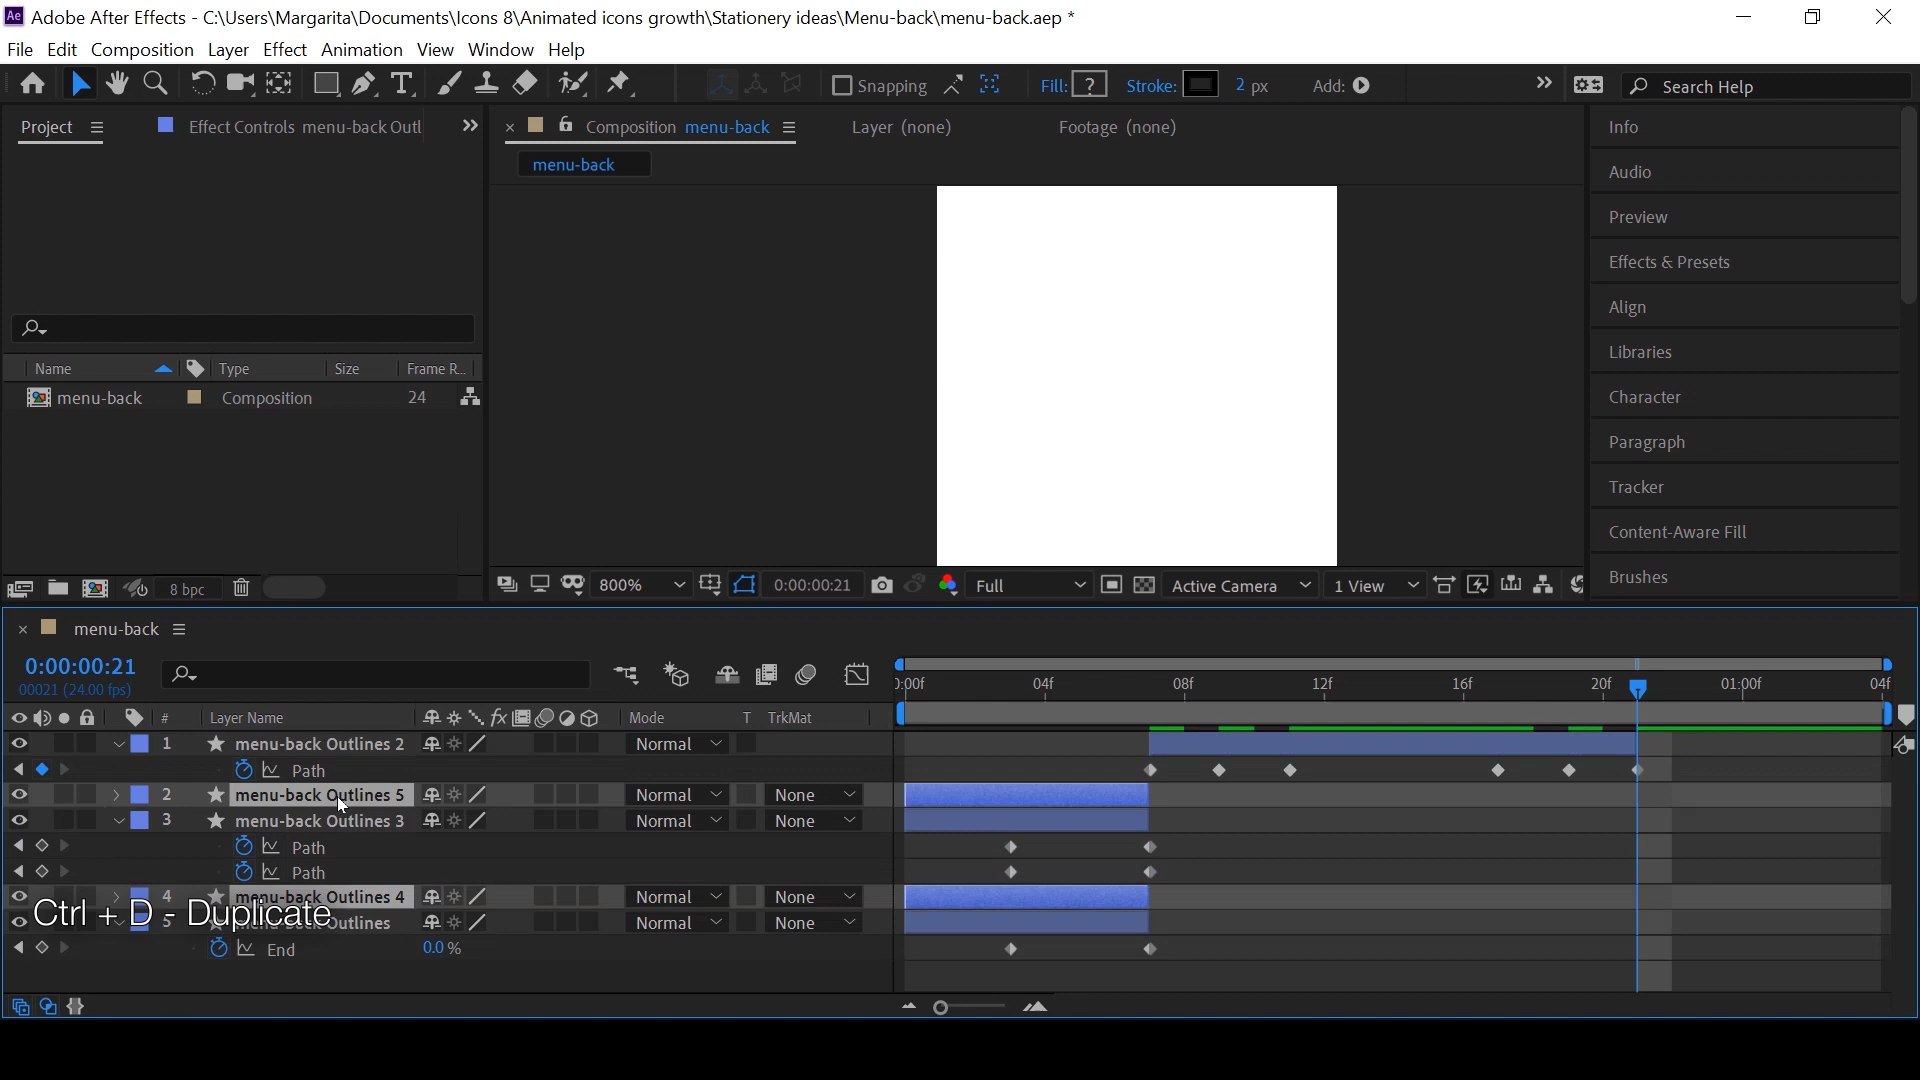 Adobe After Effects - C:\Users\Margarita\Documents\Icons 8\Animated icons growth\Stationery ideas\Menu-back\menu-back.aep *
File Edit Composition Layer Effect Animation View Window Help
Snapping Fill: ? Stroke: 2 px Add: Search Help
Project Effect Controls menu-back Outl
Composition menu-back Layer (none) Footage (none)
menu-back
Info
Audio
Preview
Effects & Presets
Align
Libraries
Character
Paragraph
Tracker
Content-Aware Fill
Brushes
Name Type Size Frame R...
menu-back Composition 24
8 bpc
800% 0:00:00:21 Full Active Camera 1 View
menu-back
0:00:00:21
00021 (24.00 fps)
):00f 04f 08f 12f 16f 20f 01:00f 04f
# Layer Name fx Mode T TrkMat
1 menu-back Outlines 2 Normal
Path
2 menu-back Outlines 5 Normal None
3 menu-back Outlines 3 Normal None
Path
Path
4 menu-back Outlines 4 Normal None
5 menu-back Outlines Normal None
Ctrl + D - Duplicate
End 0.0 %